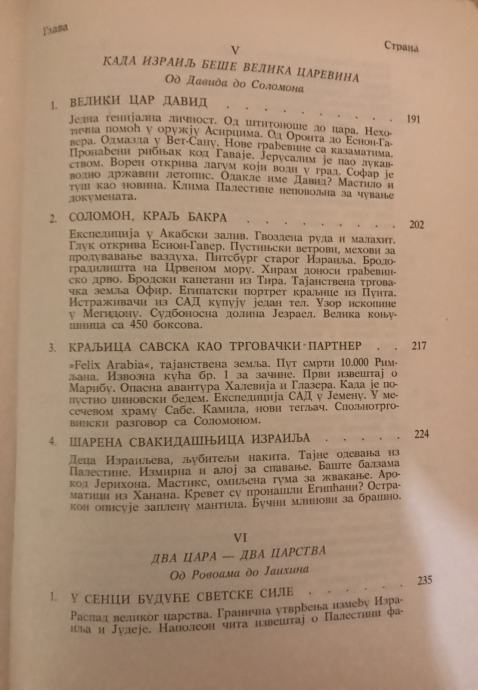 Глава
Страна
V
КАДА ИЗРАИЉ БЕШЕ ВЕЛИКА ЦАРЕВИНА
Од Давида до Соломона
1. ВЕЛИКИ ЦАР ДАВИД . . . . . . . . . 191
Једна генијална личност. Од штитоноше до цара. Нехо-
тична помоћ у оружју Асирцима. Од Оронта до Есион-Га-
вера. Одмазда у Бет-Сану. Нове грађевине са казаматима.
Пронађени рибњак код Гаваје. Јерусалим је пао лукав-
ством. Ворен открива лагум који води у град. Софар је
водио државни летопис. Одакле име Давид? Мастило и
туш као новина. Клима Палестине неповољна за чување
докумената.
2. СОЛОМОН, КРАЉ БАКРА . . . . . . . . 202
Експедиција у Акабски залив. Гвоздена руда и малахит.
Глук открива Есион-Гавер. Пустињски ветрови, мехови за
продувавање ваздуха. Питсбург старог Израиља. Бродо-
градилишта на Црвеном мору. Хирам доноси грађевин-
ско дрво. Бродски капетани из Тира. Тајанствена тргова-
чка земља Офир. Египатски портрет краљице из Пунта.
Истраживачи из САД купују један тел. Узор ископине
у Мегидону. Судбоносна долина Језраел. Велика коњу-
шница са 450 боксова.
3. КРАЉИЦА САВСКА КАО ТРГОВАЧКИ ПАРТНЕР . . 217
»Felix Arabia«, тајанствена земља. Пут смрти 10.000 Рим-
љана. Извозна кућа бр. 1 за зачине. Први извештај о
Марибу. Опасна авантура Халевија и Глазера. Када је по-
пустио џиновски бедем. Експедиција САД у Јемену. У ме-
сечевом храму Сабе. Камила, нови тегљач. Спољнотрго-
вински разговор са Соломоном.
4. ШАРЕНА СВАКИДАШЊИЦА ИЗРАИЉА . . . . . 224
Деца Израиљева, љубитељи накита. Тајне одевања из
Палестине. Измирна и алој за спавање. Баште балзама
код Јерихона. Мастикс, омиљена гума за жвакање. Аро-
матици из Ханана. Кревет су пронашли Египћани? Остра-
кон описује заплену мантила. Бучни млинови за брашно.
VI
ДВА ЦАРА — ДВА ЦАРСТВА
Од Ровоама до Јаихина
1. У СЕНЦИ БУДУЋЕ СВЕТСКЕ СИЛЕ . . . . . . 235
Распад великог царства. Гранична утврђења између Изра-
иља и Јудеје. Наполеон чита извештај о Палестини фа-